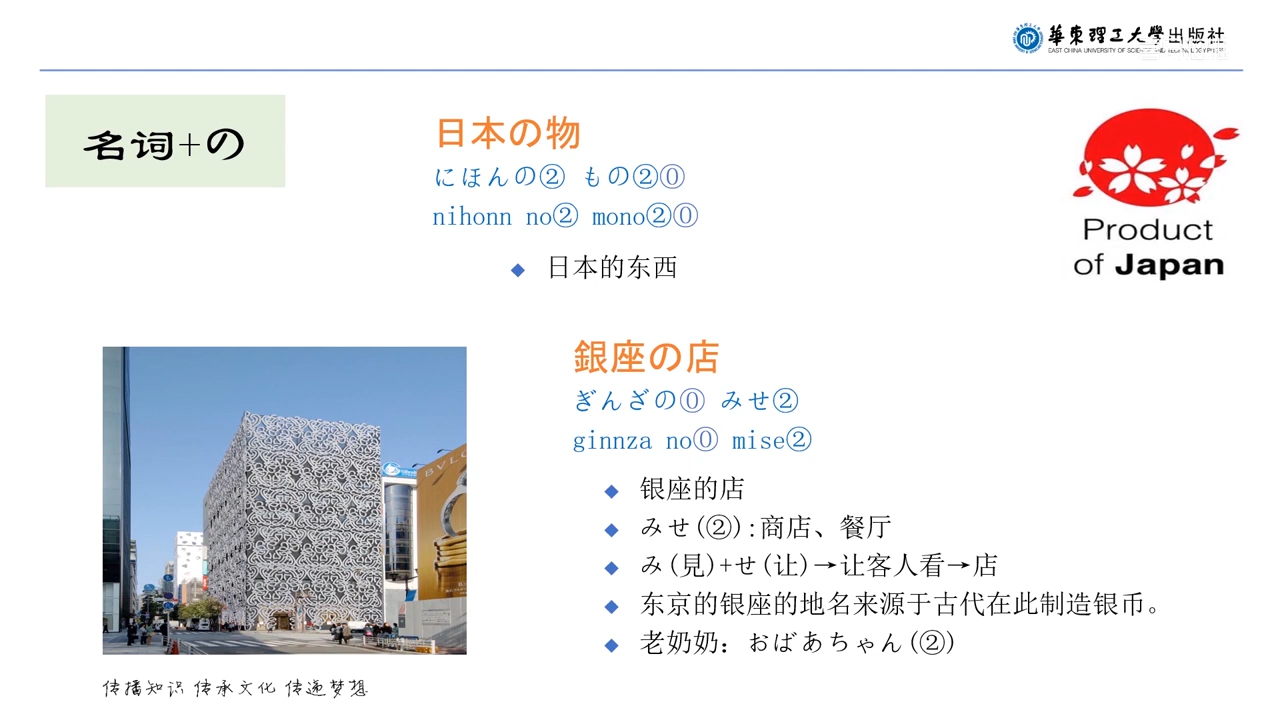 華東理工大學出版社
名词+の
日本の物
にほんの② もの②⓪
nihonn no② mono②⓪
◆ 日本的东西
Product
of Japan
銀座の店
ぎんざの⓪ みせ②
ginnza no⓪ mise②
◆ 银座的店
◆ みせ(②):商店、餐厅
◆ み(見)+せ(让)→让客人看→店
◆ 东京的银座的地名来源于古代在此制造银币。
◆ 老奶奶：おばあちゃん(②)
传播知识 传承文化 传递梦想